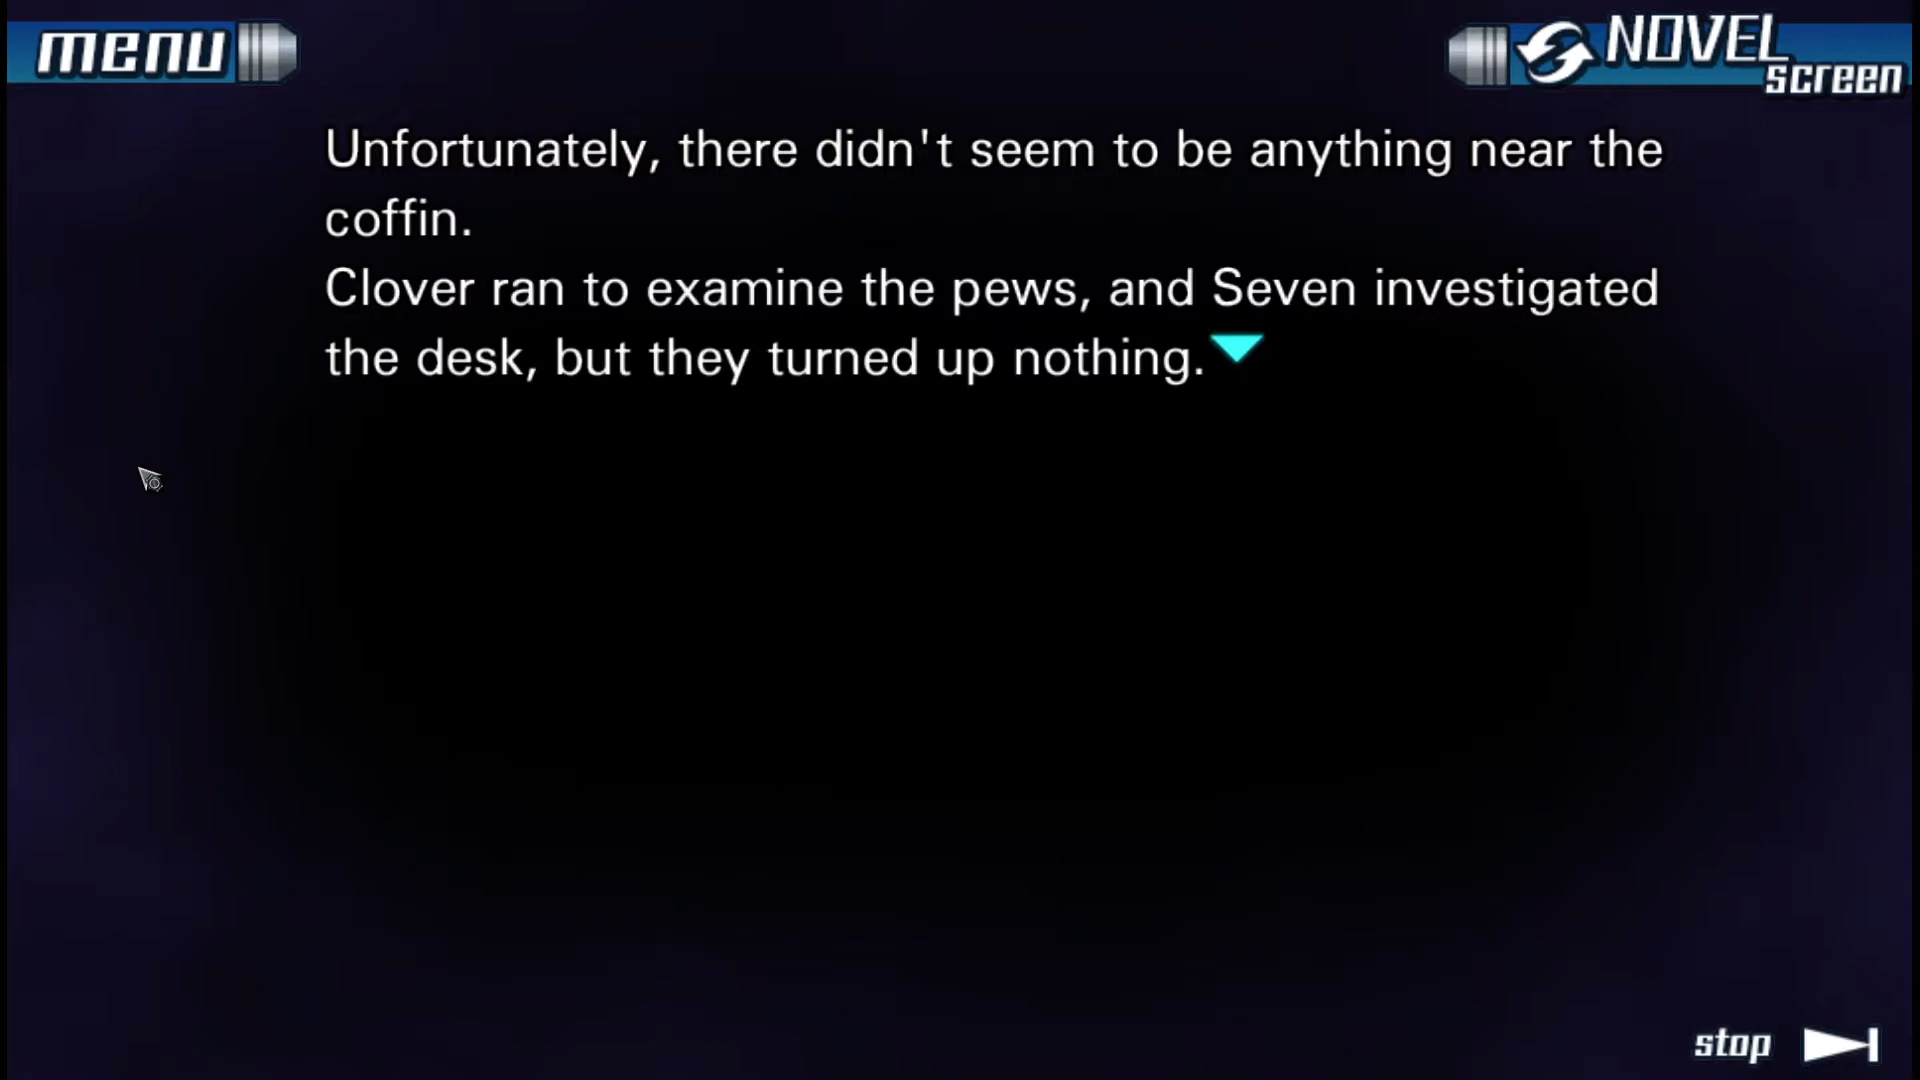 menu
NOVEL
screen
Unfortunately, there didn't seem to be anything near the
coffin.
Clover ran to examine the pews, and Seven investigated
the desk, but they turned up nothing.
stop